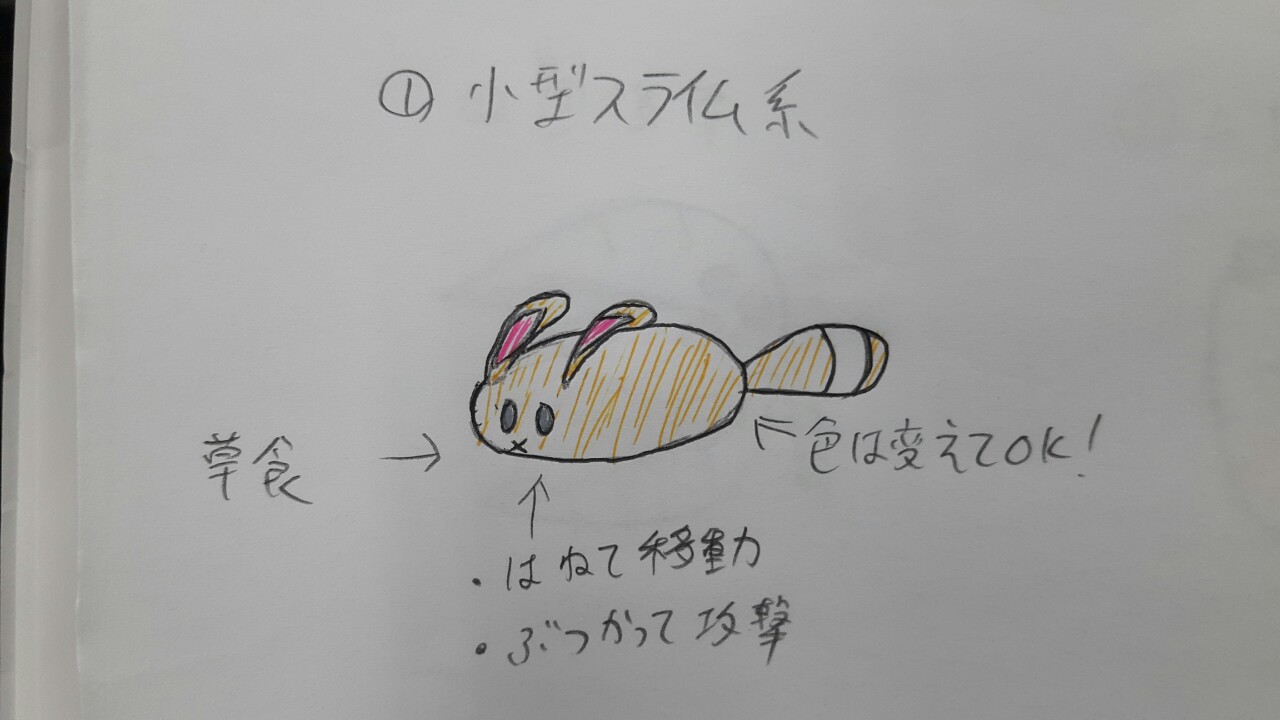 ① 小型スライム系
草食 →
← 色は変えてOK!
↑
・はねて移動
・ぶつかって攻撃